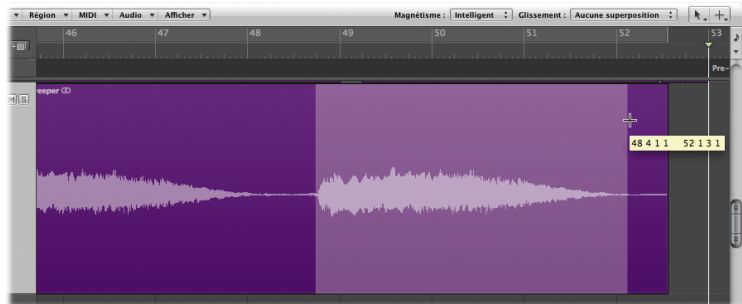 Région MIDI Audio Afficher Magnétisme : Intelligent Glissement : Aucune superposition
46 47 48 49 50 51 52 53
Pre-
M S eeper
48 4 1 1 52 1 3 1